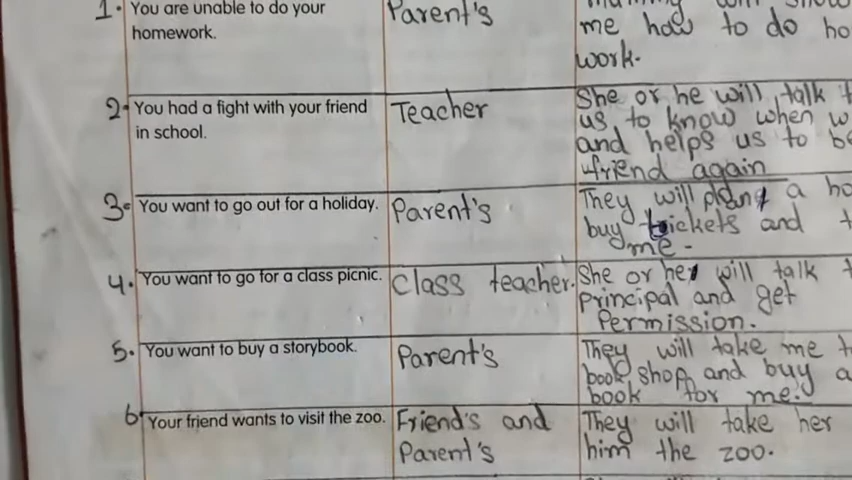 1. You are unable to do your
homework.
Parent's
me how to do ho
work.
2 You had a fight with your friend
in school.
Teacher
She or he will talk t
us to know when w
and helps us to be
friend again
3 You want to go out for a holiday.
Parent's
They will plan a ho
buy tickets and t
me.
4. You want to go for a class picnic.
Class teacher.
She or he will talk t
principal and get
Permission.
5. You want to buy a storybook.
Parent's
They will take me t
book shop and buy a
book for me.
6 Your friend wants to visit the zoo.
Friend's and
Parent's
They will take her
him the zoo.